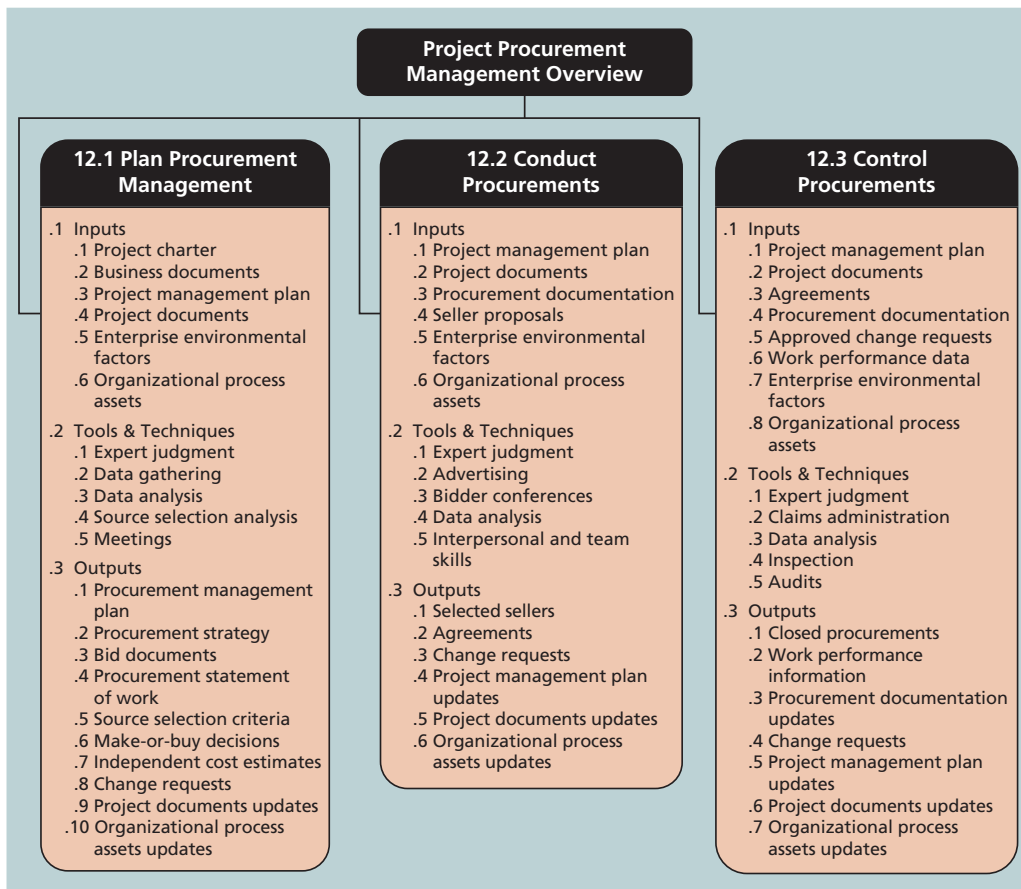 Project Procurement
Management Overview
12.1 Plan Procurement
Management
.1 Inputs
.1 Project charter
.2 Business documents
.3 Project management plan
.4 Project documents
.5 Enterprise environmental
factors
.6 Organizational process
assets
.2 Tools & Techniques
.1 Expert judgment
.2 Data gathering
.3 Data analysis
.4 Source selection analysis
.5 Meetings
.3 Outputs
.1 Procurement management
plan
.2 Procurement strategy
.3 Bid documents
.4 Procurement statement
of work
.5 Source selection criteria
.6 Make-or-buy decisions
.7 Independent cost estimates
.8 Change requests
.9 Project documents updates
.10 Organizational process
assets updates
12.2 Conduct
Procurements
.1 Inputs
.1 Project management plan
.2 Project documents
.3 Procurement documentation
.4 Seller proposals
.5 Enterprise environmental
factors
.6 Organizational process
assets
.2 Tools & Techniques
.1 Expert judgment
.2 Advertising
.3 Bidder conferences
.4 Data analysis
.5 Interpersonal and team
skills
.3 Outputs
.1 Selected sellers
.2 Agreements
.3 Change requests
.4 Project management plan
updates
.5 Project documents updates
.6 Organizational process
assets updates
12.3 Control
Procurements
.1 Inputs
.1 Project management plan
.2 Project documents
.3 Agreements
.4 Procurement documentation
.5 Approved change requests
.6 Work performance data
.7 Enterprise environmental
factors
.8 Organizational process
assets
.2 Tools & Techniques
.1 Expert judgment
.2 Claims administration
.3 Data analysis
.4 Inspection
.5 Audits
.3 Outputs
.1 Closed procurements
.2 Work performance
information
.3 Procurement documentation
updates
.4 Change requests
.5 Project management plan
updates
.6 Project documents updates
.7 Organizational process
assets updates